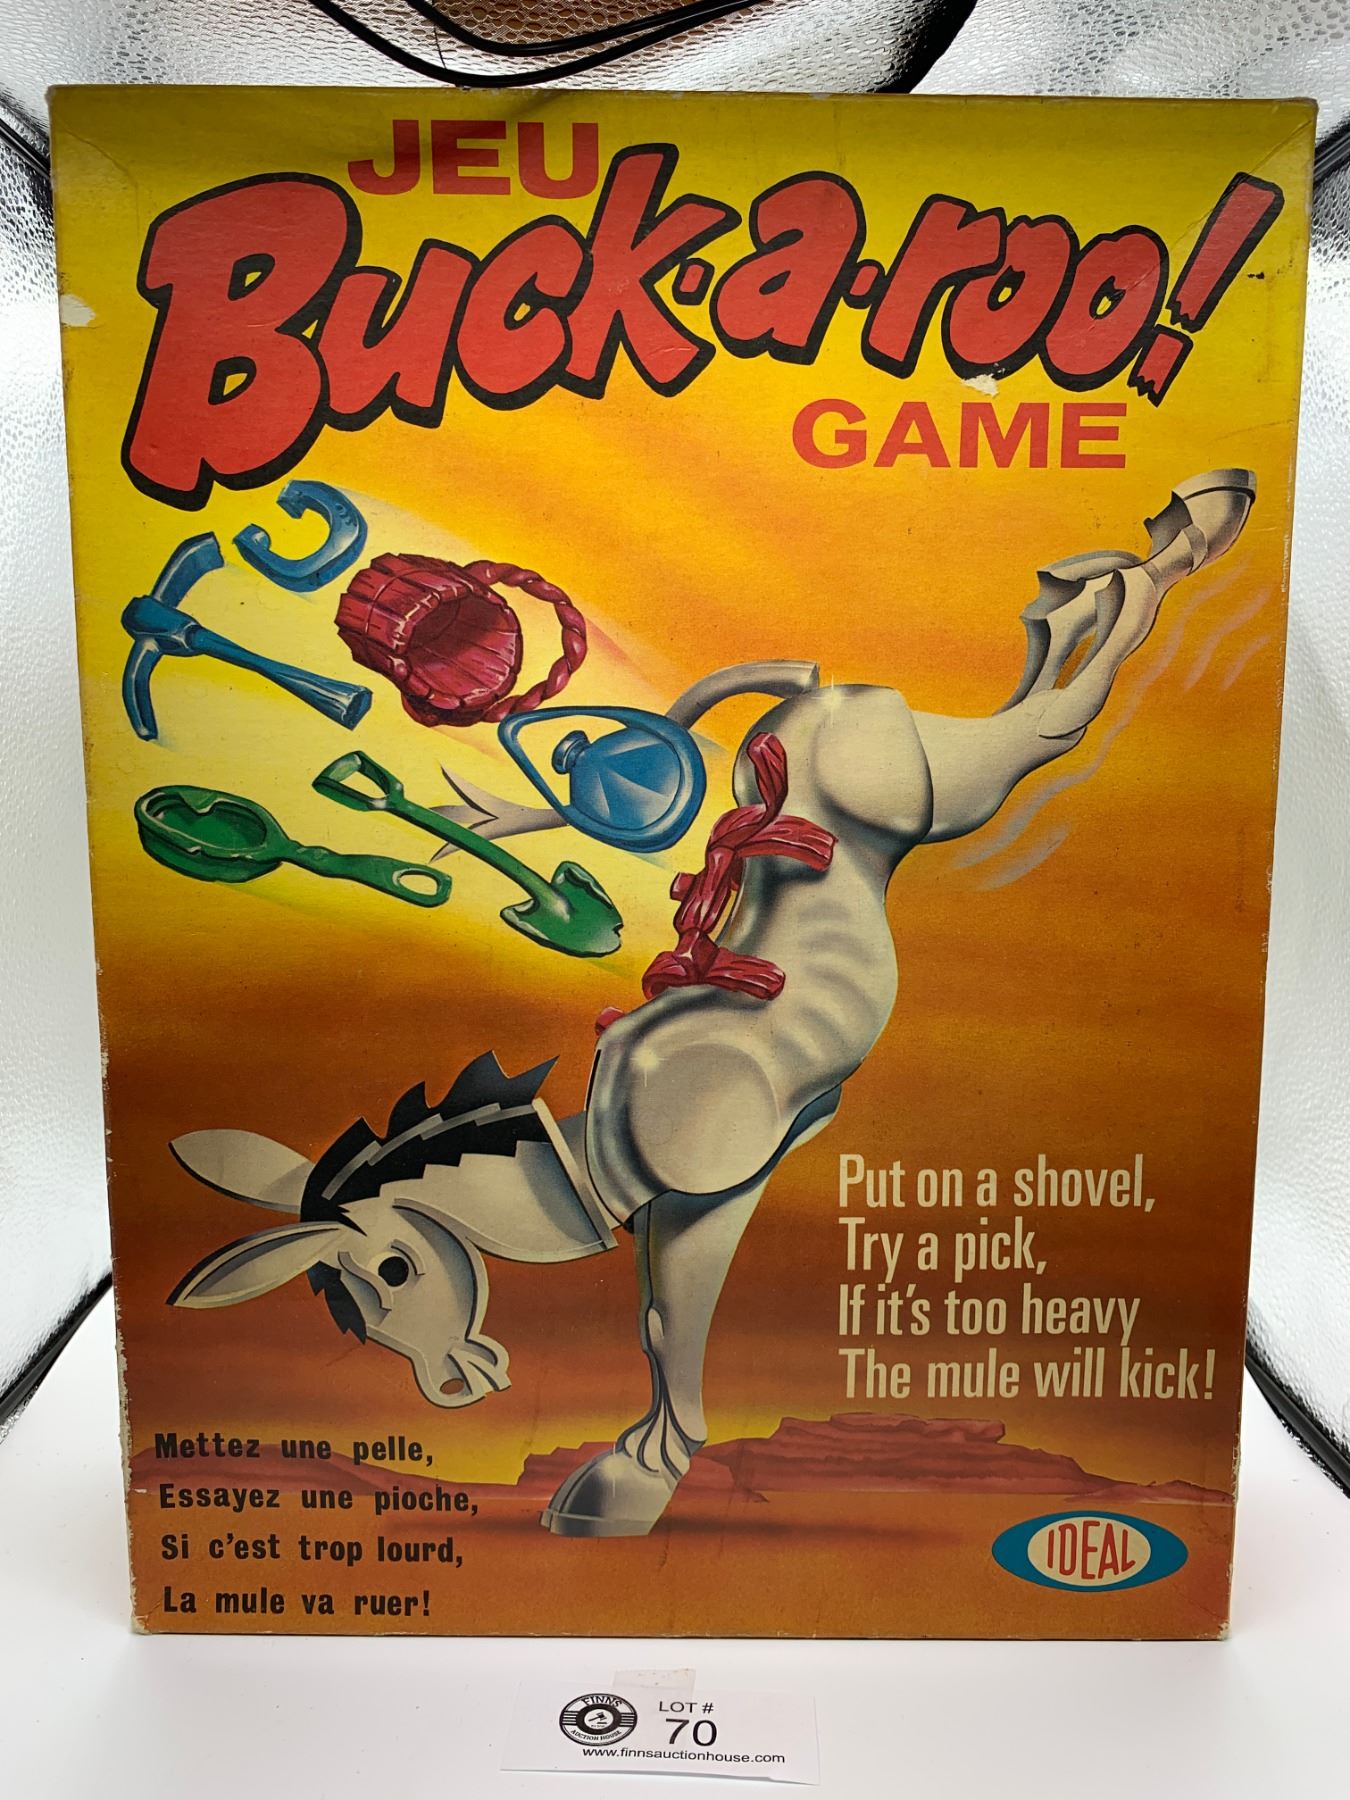 JEU
Buck-a-roo!
GAME
Put on a shovel,
Try a pick,
If it's too heavy
The mule will kick!
Mettez une pelle,
Essayez une pioche,
Si c'est trop lourd,
La mule va ruer!
IDEAL
FINNS
AUCTION HOUSE
LOT #
70
www.finnsauctionhouse.com